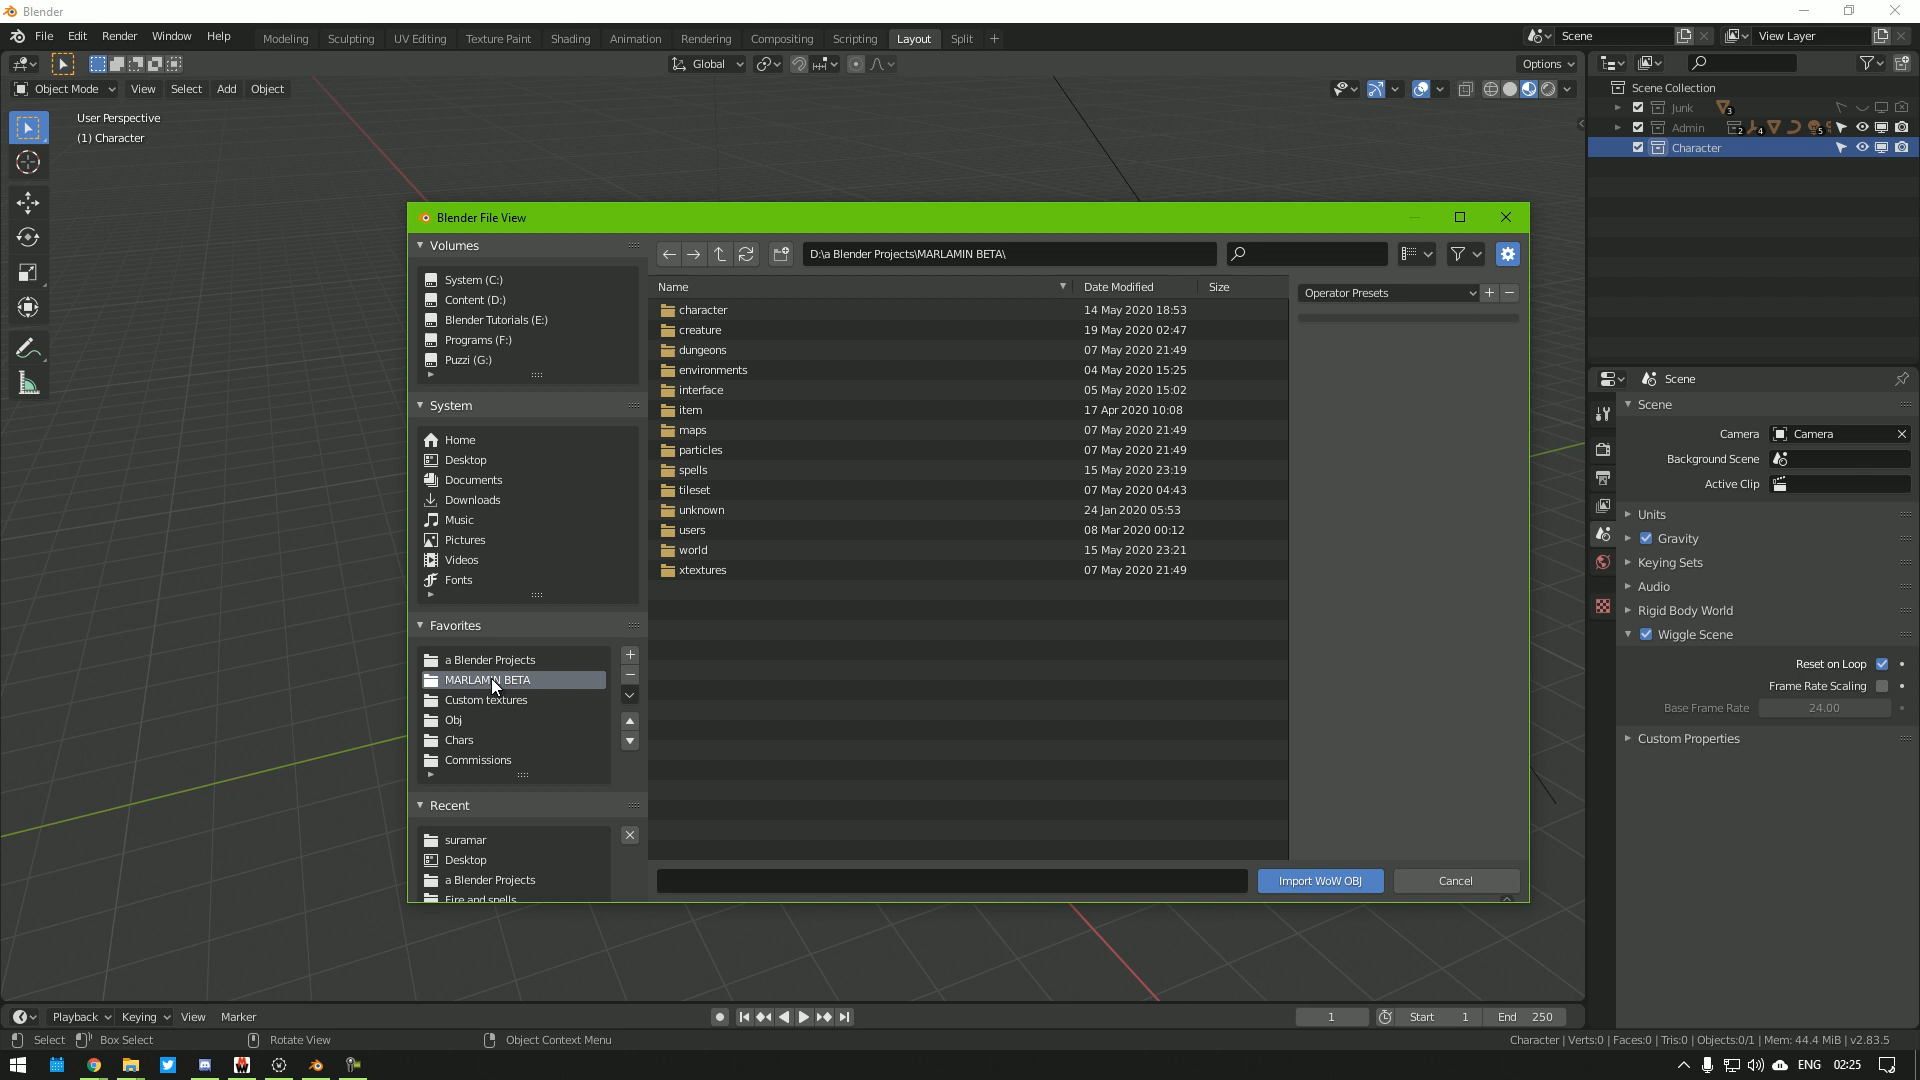 Blender
File Edit Render Window Help
Modeling Sculpting UV Editing Texture Paint Shading Animation Rendering Compositing Scripting Layout Split +
Scene
View Layer
Global
Options
Object Mode View Select Add Object
User Perspective
(1) Character
Scene Collection
Junk 3
Admin 2 4 5
Character
Blender File View
Volumes
System (C:)
Content (D:)
Blender Tutorials (E:)
Programs (F:)
Puzzi (G:)
System
Home
Desktop
Documents
Downloads
Music
Pictures
Videos
Fonts
Favorites
a Blender Projects
MARLAMIN BETA
Custom textures
Obj
Chars
Commissions
Recent
suramar
Desktop
a Blender Projects
Fire and spells
D:\a Blender Projects\MARLAMIN BETA\
Name Date Modified Size
character 14 May 2020 18:53
creature 19 May 2020 02:47
dungeons 07 May 2020 21:49
environments 04 May 2020 15:25
interface 05 May 2020 15:02
item 17 Apr 2020 10:08
maps 07 May 2020 21:49
particles 07 May 2020 21:49
spells 15 May 2020 23:19
tileset 07 May 2020 04:43
unknown 24 Jan 2020 05:53
users 08 Mar 2020 00:12
world 15 May 2020 23:21
xtextures 07 May 2020 21:49
Operator Presets
Import WoW OBJ Cancel
Scene
Scene
Camera Camera
Background Scene
Active Clip
Units
Gravity
Keying Sets
Audio
Rigid Body World
Wiggle Scene
Reset on Loop
Frame Rate Scaling
Base Frame Rate 24.00
Custom Properties
Playback Keying View Marker
1 Start 1 End 250
Select Box Select Rotate View Object Context Menu
Character | Verts:0 | Faces:0 | Tris:0 | Objects:0/1 | Mem: 44.4 MiB | v2.83.5
ENG 02:25